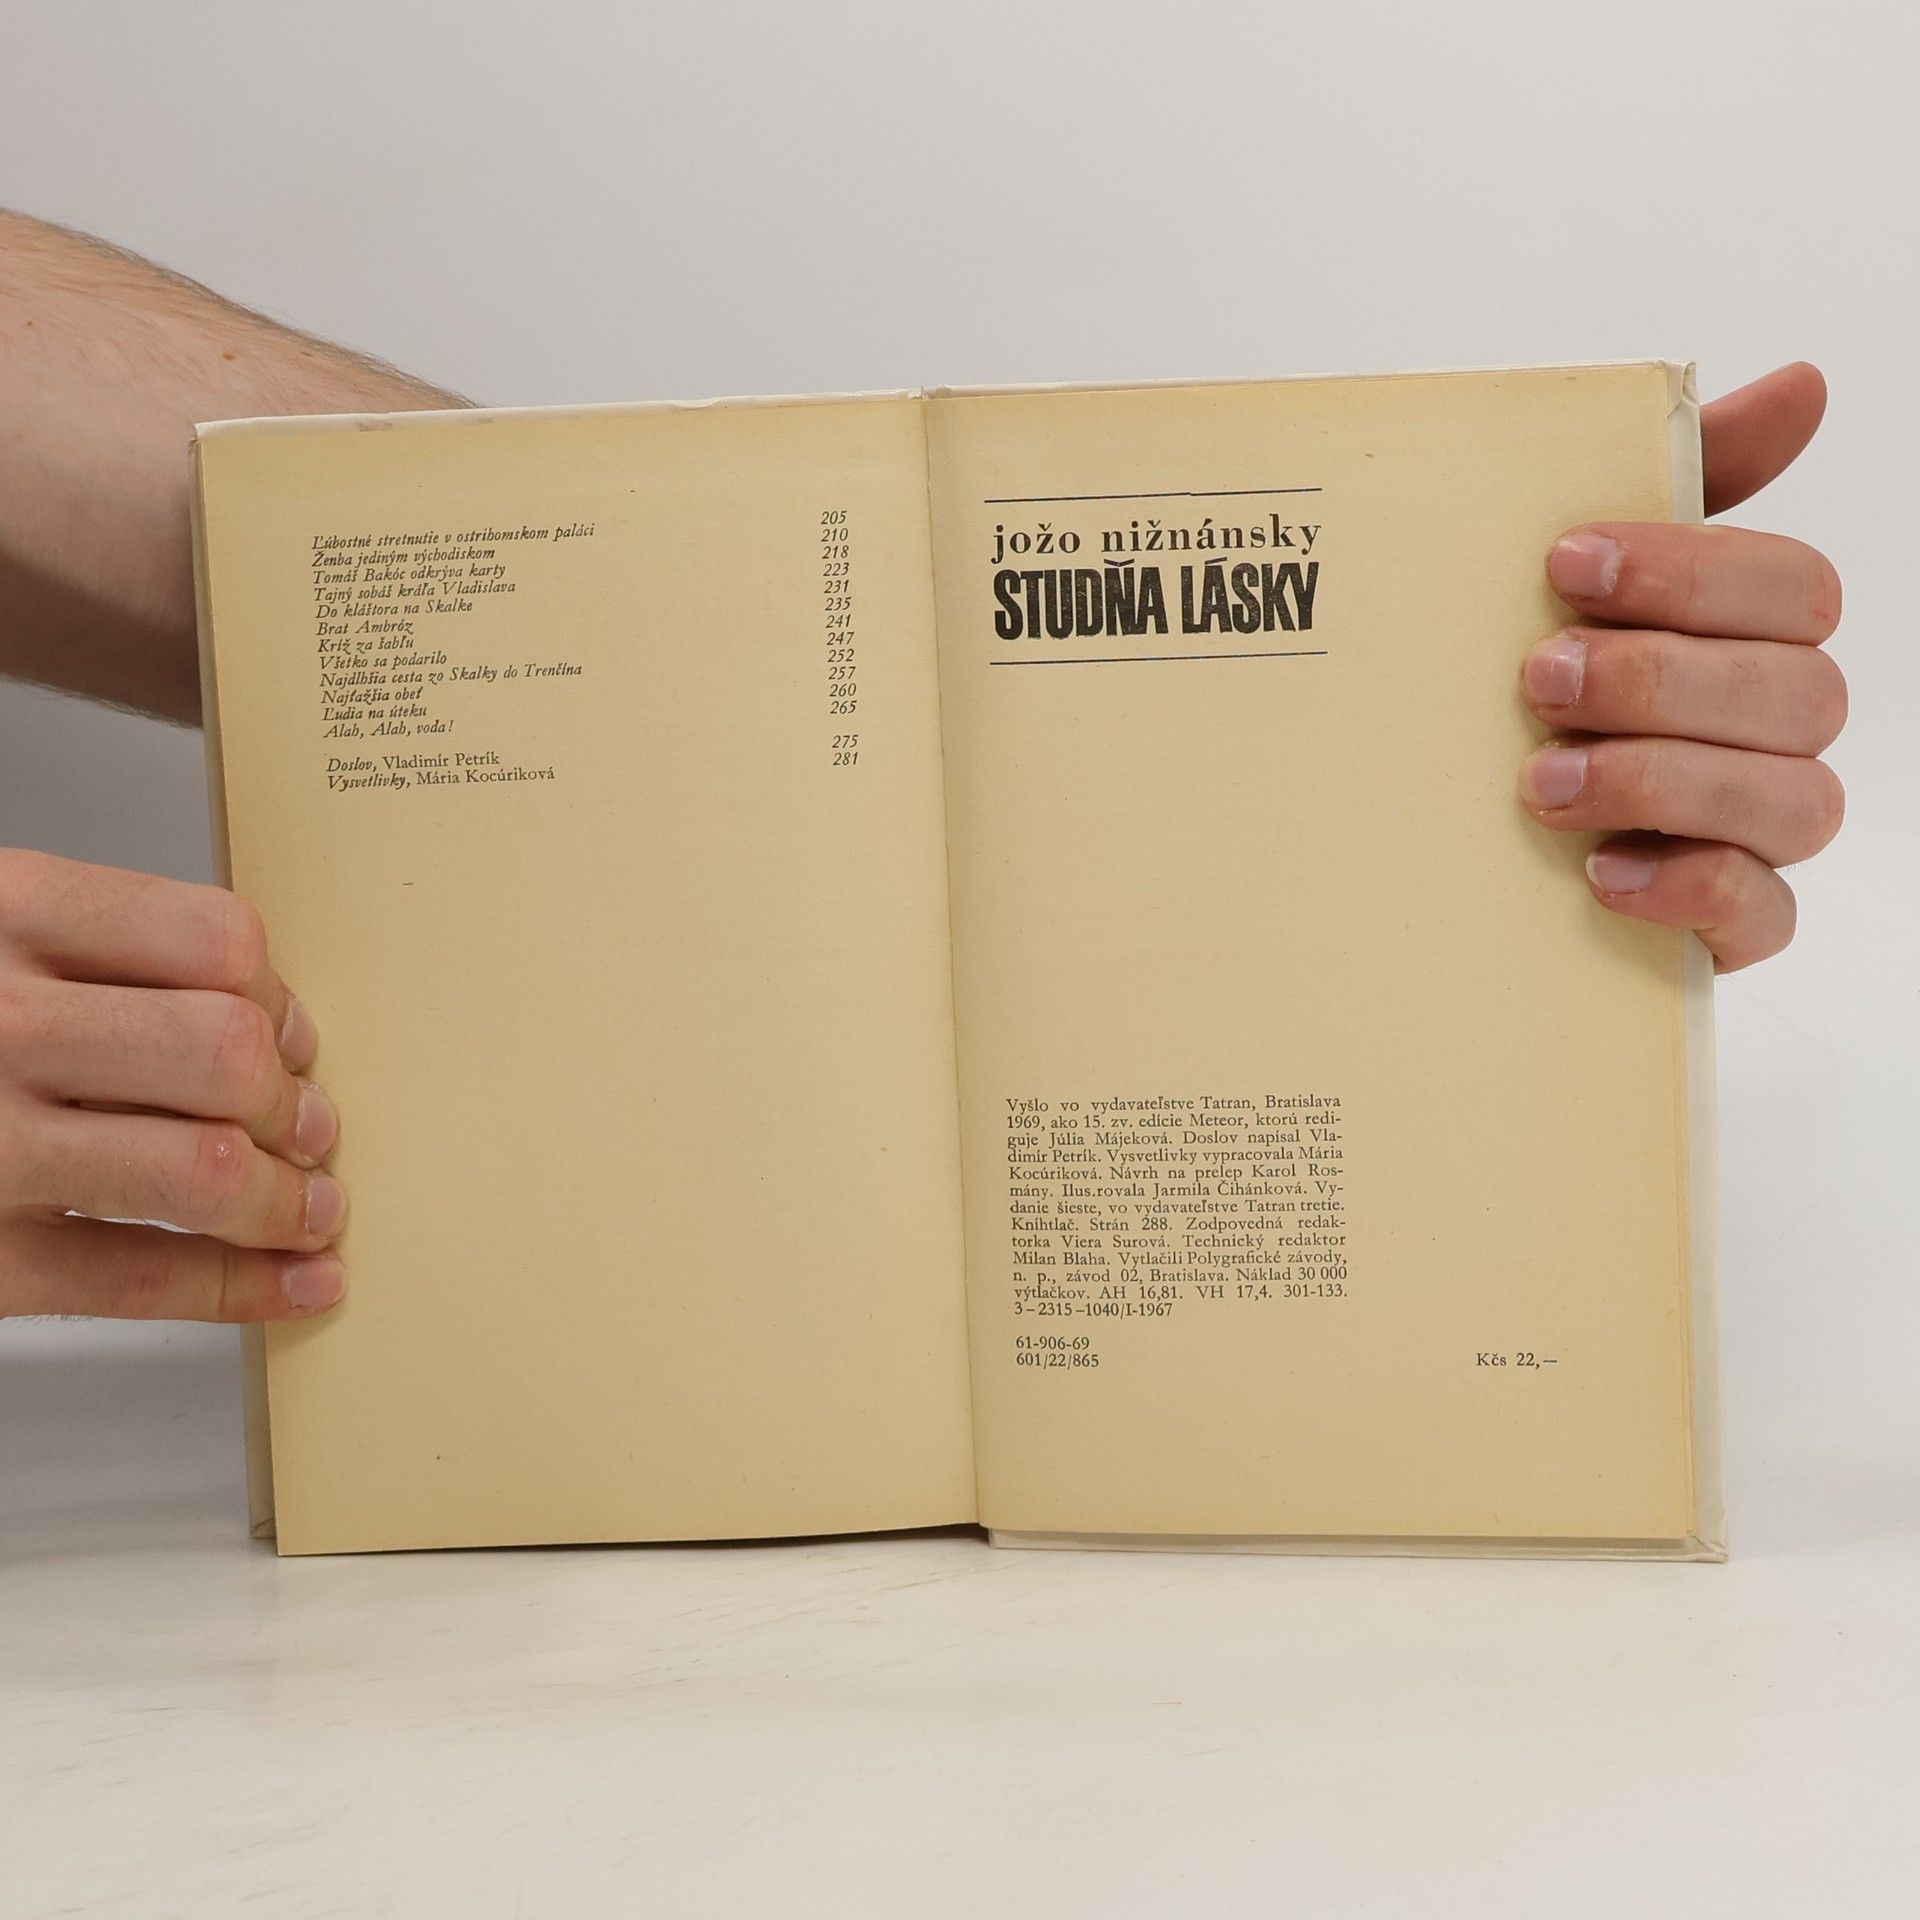 Ľúbostné stretnutie v ostrihomskom paláci 205
Ženba jediným východiskom 210
Tomáš Bakóc odkrýva karty 218
Tajný sobáš kráľa Vladislava 223
Do kláštora na Skalke 231
Brat Ambróz 235
Kríž za šabľu 241
Všetko sa podarilo 247
Najdlhšia cesta zo Skalky do Trenčína 252
Najťažšia obeť 257
Ľudia na úteku 260
Alah, Alah, voda! 265
Doslov, Vladimír Petrík 275
Vysvetlivky, Mária Kocúriková 281
jožo nižnánsky
STUDŇA LÁSKY
Vyšlo vo vydavateľstve Tatran, Bratislava
1969, ako 15. zv. edície Meteor, ktorú redi-
guje Júlia Májeková. Doslov napísal Vla-
dimír Petrík. Vysvetlivky vypracovala Mária
Kocúriková. Návrh na prelep Karol Ros-
mány. Ilus.rovala Jarmila Čihánková. Vy-
danie šieste, vo vydavateľstve Tatran tretie.
Kníhtlač. Strán 288. Zodpovedná redak-
torka Viera Surová. Technický redaktor
Milan Blaha. Vytlačili Polygrafické závody,
n. p., závod 02, Bratislava. Náklad 30 000
výtlačkov. AH 16,81. VH 17,4. 301-133.
3–2315–1040/I-1967
61-906-69
601/22/865 Kčs 22,—